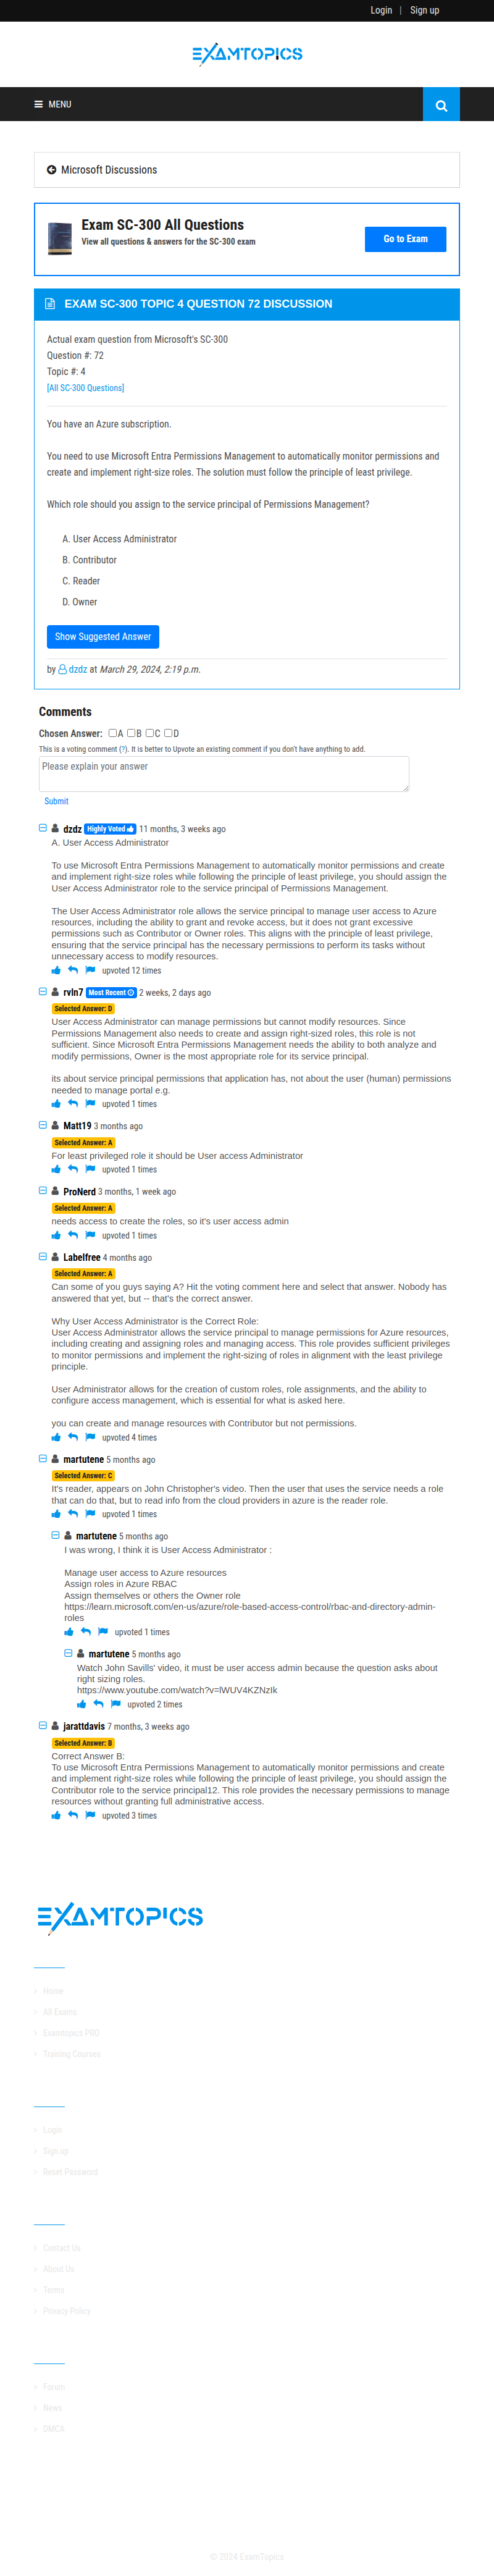 Login | Sign up
EXAMTOPICS
MENU
Microsoft Discussions
Exam SC-300 All Questions
View all questions & answers for the SC-300 exam
Go to Exam
EXAM SC-300 TOPIC 4 QUESTION 72 DISCUSSION
Actual exam question from Microsoft's SC-300
Question #: 72
Topic #: 4
[All SC-300 Questions]
You have an Azure subscription.
You need to use Microsoft Entra Permissions Management to automatically monitor permissions and
create and implement right-size roles. The solution must follow the principle of least privilege.
Which role should you assign to the service principal of Permissions Management?
A. User Access Administrator
B. Contributor
C. Reader
D. Owner
Show Suggested Answer
by dzdz at March 29, 2024, 2:19 p.m.
Comments
Chosen Answer: A B C D
This is a voting comment (?). It is better to Upvote an existing comment if you don't have anything to add.
Please explain your answer
Submit
dzdz Highly Voted 11 months, 3 weeks ago
A. User Access Administrator
To use Microsoft Entra Permissions Management to automatically monitor permissions and create
and implement right-size roles while following the principle of least privilege, you should assign the
User Access Administrator role to the service principal of Permissions Management.
The User Access Administrator role allows the service principal to manage user access to Azure
resources, including the ability to grant and revoke access, but it does not grant excessive
permissions such as Contributor or Owner roles. This aligns with the principle of least privilege,
ensuring that the service principal has the necessary permissions to perform its tasks without
unnecessary access to modify resources.
upvoted 12 times
rvln7 Most Recent 2 weeks, 2 days ago
Selected Answer: D
User Access Administrator can manage permissions but cannot modify resources. Since
Permissions Management also needs to create and assign right-sized roles, this role is not
sufficient. Since Microsoft Entra Permissions Management needs the ability to both analyze and
modify permissions, Owner is the most appropriate role for its service principal.
its about service principal permissions that application has, not about the user (human) permissions
needed to manage portal e.g.
upvoted 1 times
Matt19 3 months ago
Selected Answer: A
For least privileged role it should be User access Administrator
upvoted 1 times
ProNerd 3 months, 1 week ago
Selected Answer: A
needs access to create the roles, so it's user access admin
upvoted 1 times
Labelfree 4 months ago
Selected Answer: A
Can some of you guys saying A? Hit the voting comment here and select that answer. Nobody has
answered that yet, but -- that's the correct answer.
Why User Access Administrator is the Correct Role:
User Access Administrator allows the service principal to manage permissions for Azure resources,
including creating and assigning roles and managing access. This role provides sufficient privileges
to monitor permissions and implement the right-sizing of roles in alignment with the least privilege
principle.
User Administrator allows for the creation of custom roles, role assignments, and the ability to
configure access management, which is essential for what is asked here.
you can create and manage resources with Contributor but not permissions.
upvoted 4 times
martutene 5 months ago
Selected Answer: C
It's reader, appears on John Christopher's video. Then the user that uses the service needs a role
that can do that, but to read info from the cloud providers in azure is the reader role.
upvoted 1 times
martutene 5 months ago
I was wrong, I think it is User Access Administrator :
Manage user access to Azure resources
Assign roles in Azure RBAC
Assign themselves or others the Owner role
https://learn.microsoft.com/en-us/azure/role-based-access-control/rbac-and-directory-admin-
roles
upvoted 1 times
martutene 5 months ago
Watch John Savills' video, it must be user access admin because the question asks about
right sizing roles.
https://www.youtube.com/watch?v=lWUV4KZNzIk
upvoted 2 times
jarattdavis 7 months, 3 weeks ago
Selected Answer: B
Correct Answer B:
To use Microsoft Entra Permissions Management to automatically monitor permissions and create
and implement right-size roles while following the principle of least privilege, you should assign the
Contributor role to the service principal12. This role provides the necessary permissions to manage
resources without granting full administrative access.
upvoted 3 times
EXAMTOPICS
Home
All Exams
Examtopics PRO
Training Courses
Login
Sign up
Reset Password
Contact Us
About Us
Terms
Privacy Policy
Forum
News
DMCA
© 2024 ExamTopics